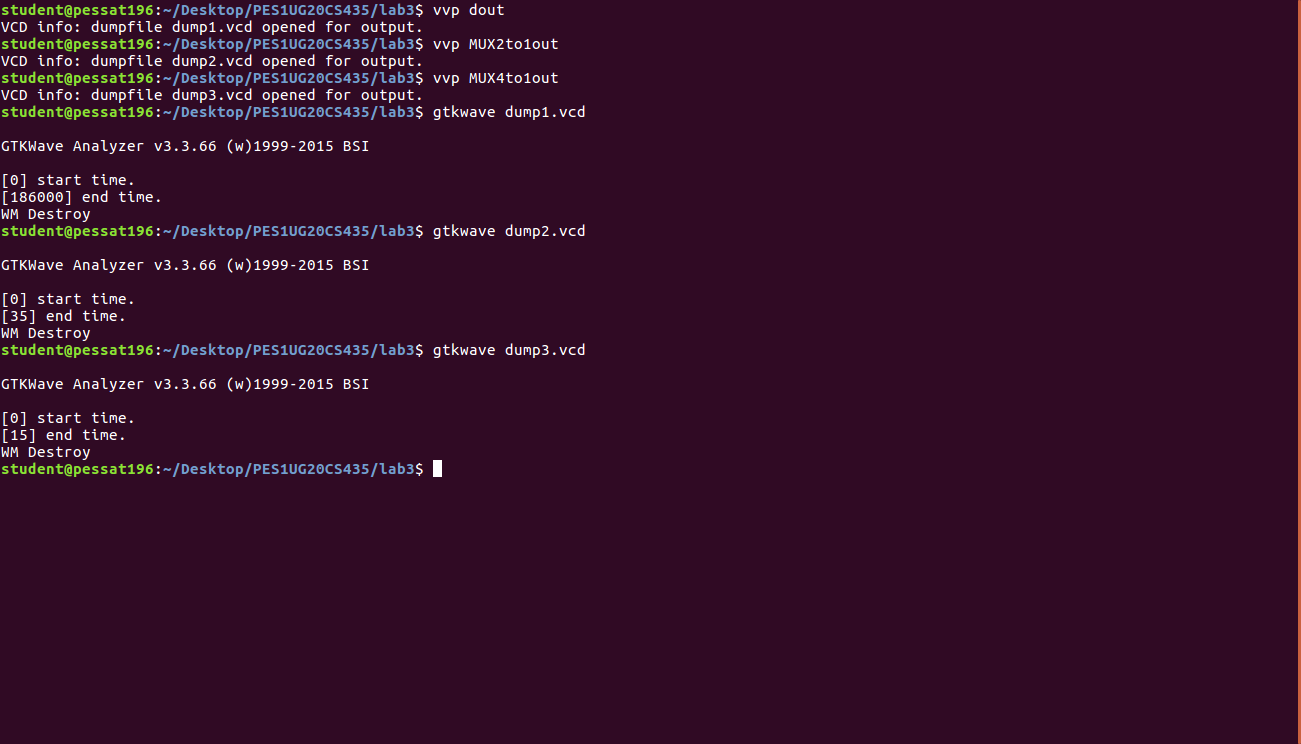 student@pessat196:~/Desktop/PES1UG20CS435/lab3$ vvp dout
VCD info: dumpfile dump1.vcd opened for output.
student@pessat196:~/Desktop/PES1UG20CS435/lab3$ vvp MUX2to1out
VCD info: dumpfile dump2.vcd opened for output.
student@pessat196:~/Desktop/PES1UG20CS435/lab3$ vvp MUX4to1out
VCD info: dumpfile dump3.vcd opened for output.
student@pessat196:~/Desktop/PES1UG20CS435/lab3$ gtkwave dump1.vcd
GTKWave Analyzer v3.3.66 (w)1999-2015 BSI
[0] start time.
[186000] end time.
WM Destroy
student@pessat196:~/Desktop/PES1UG20CS435/lab3$ gtkwave dump2.vcd
GTKWave Analyzer v3.3.66 (w)1999-2015 BSI
[0] start time.
[35] end time.
WM Destroy
student@pessat196:~/Desktop/PES1UG20CS435/lab3$ gtkwave dump3.vcd
GTKWave Analyzer v3.3.66 (w)1999-2015 BSI
[0] start time.
[15] end time.
WM Destroy
student@pessat196:~/Desktop/PES1UG20CS435/lab3$